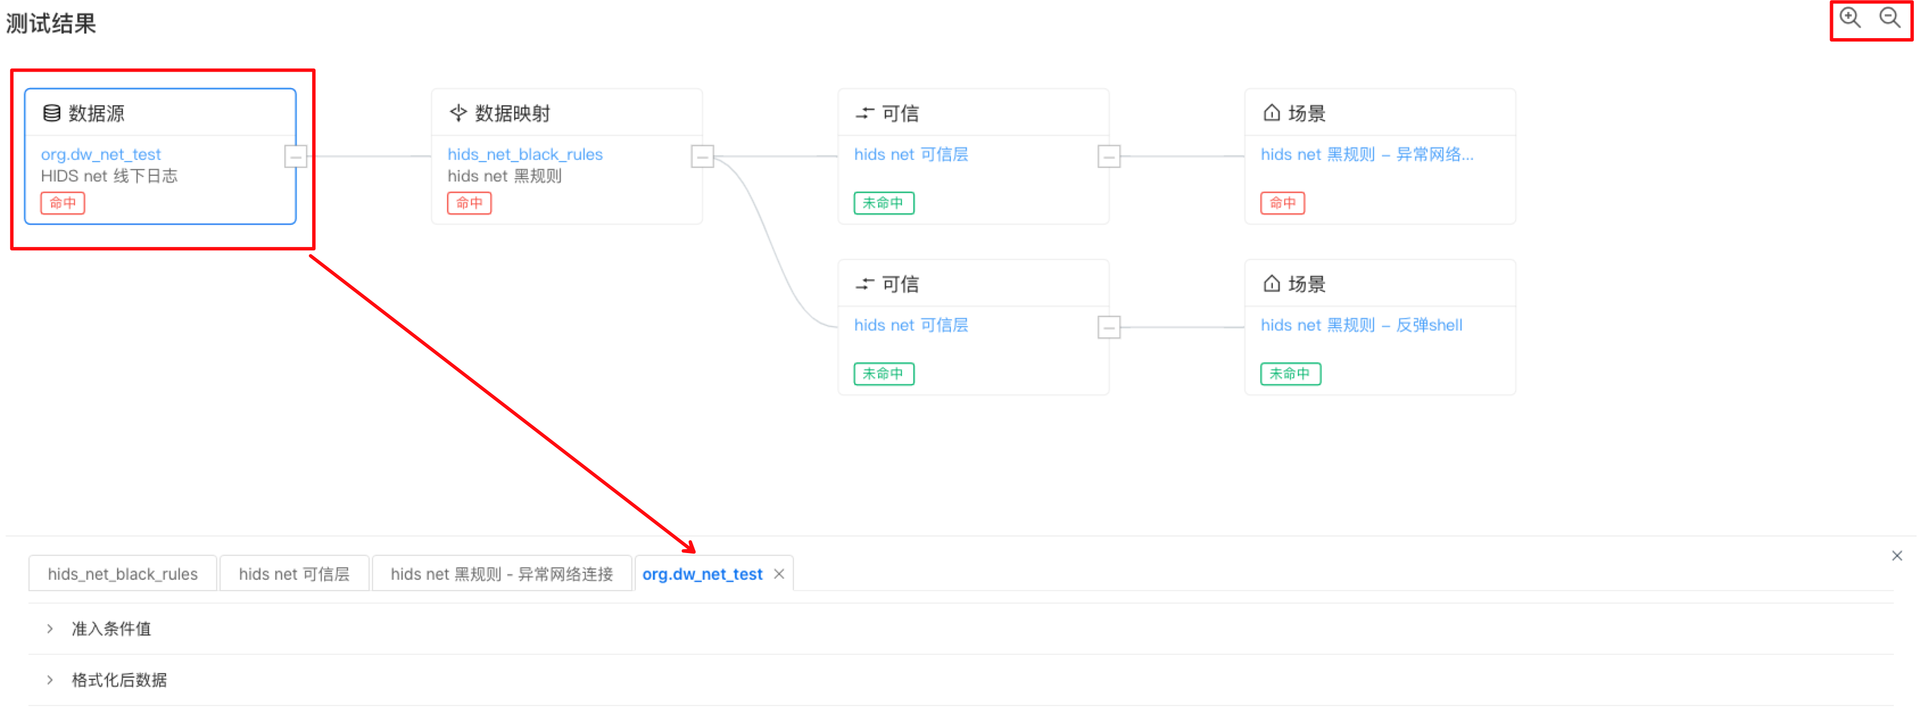 测试结果
数据源
org.dw_net_test
HIDS net 线下日志
命中
数据映射
hids_net_black_rules
hids net 黑规则
命中
可信
hids net 可信层
未命中
场景
hids net 黑规则 – 异常网络...
命中
可信
hids net 可信层
未命中
场景
hids net 黑规则 – 反弹shell
未命中
hids_net_black_rules
hids net 可信层
hids net 黑规则 - 异常网络连接
org.dw_net_test
准入条件值
格式化后数据